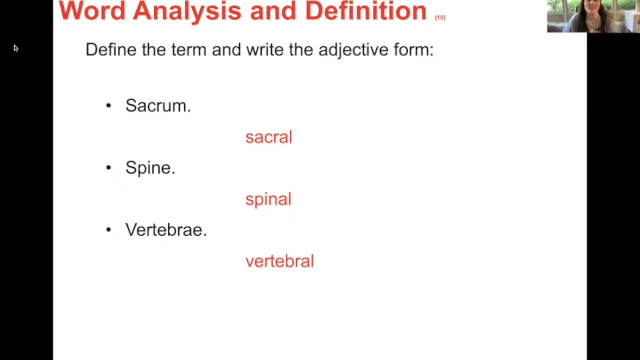 Word Analysis and Definition (10)
Define the term and write the adjective form:
• Sacrum.
sacral
• Spine.
spinal
• Vertebrae.
vertebral